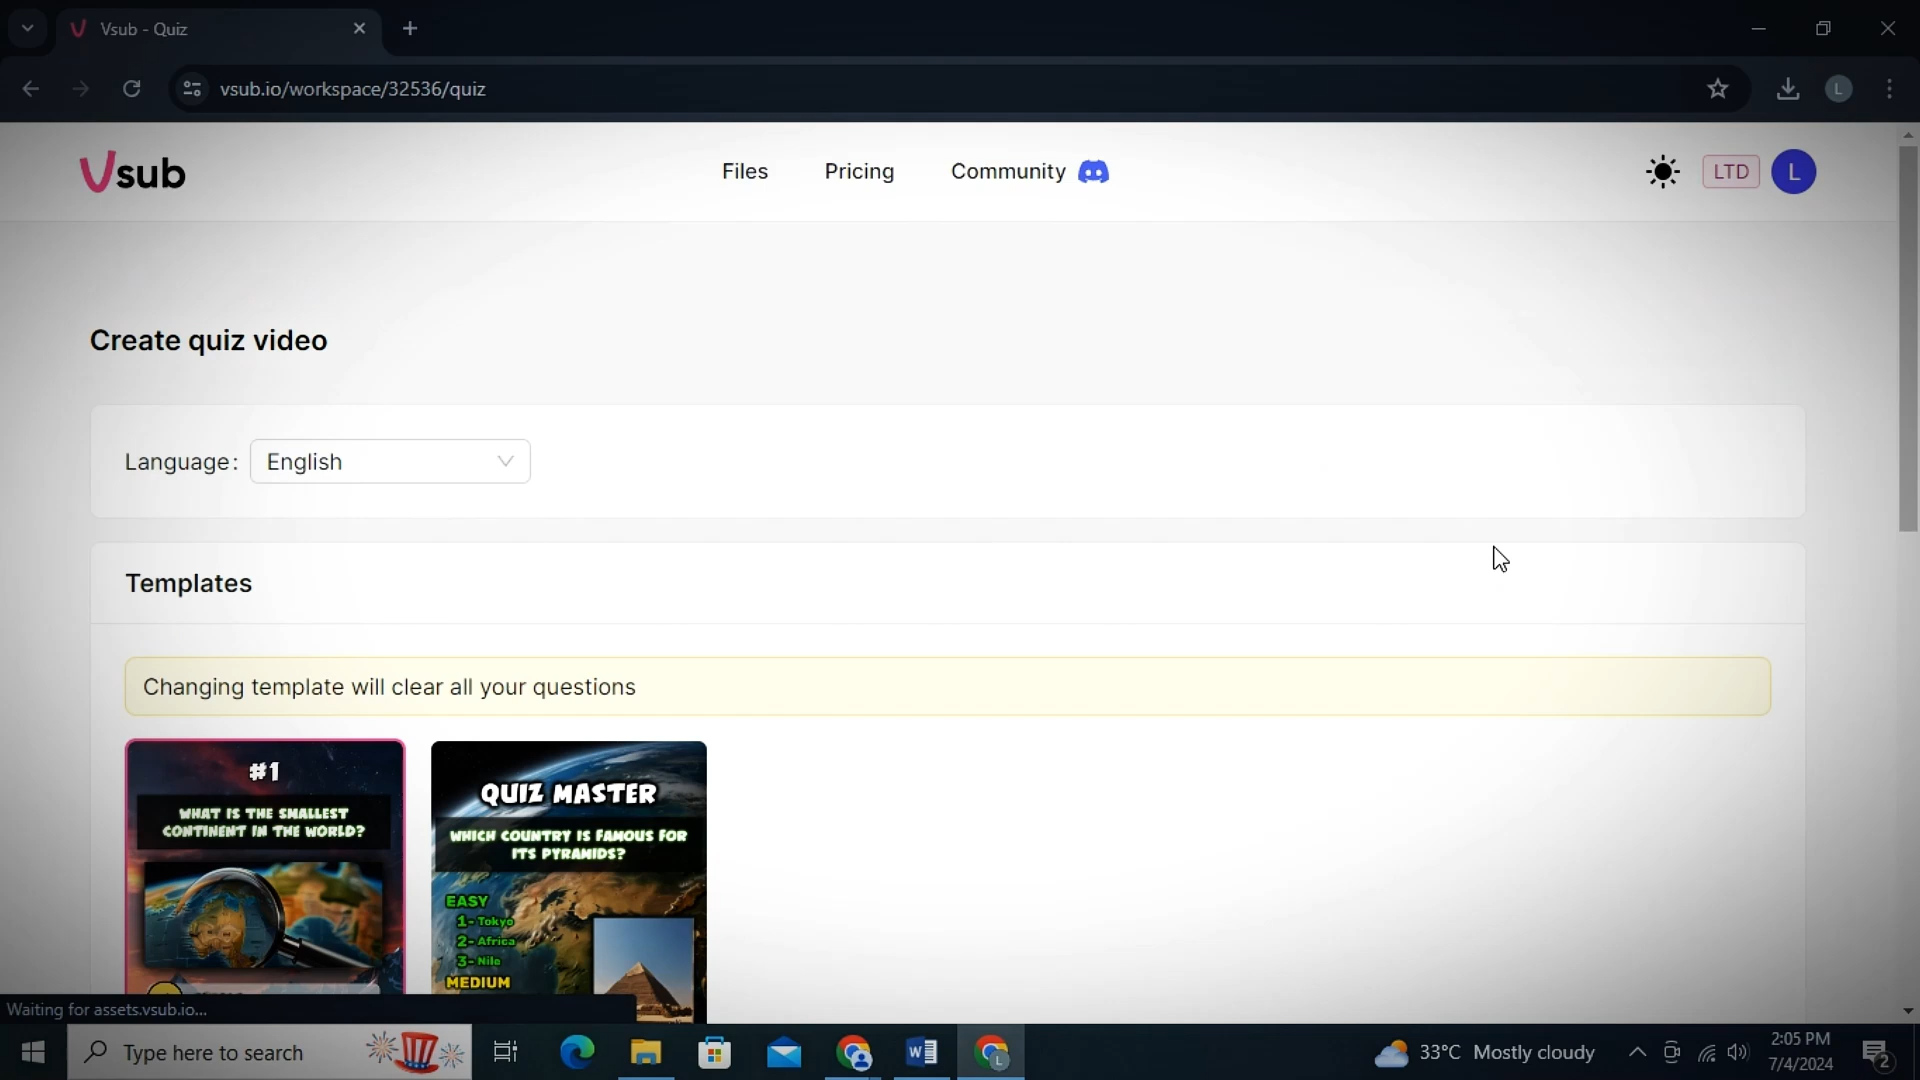 Vsub - Quiz
vsub.io/workspace/32536/quiz
L
Vsub
Files
Pricing
Community
LTD
L
Create quiz video
Language:
English
Templates
Changing template will clear all your questions
#1
WHAT IS THE SMALLEST
CONTINENT IN THE WORLD?
QUIZ MASTER
WHICH COUNTRY IS FAMOUS FOR
ITS PYRAMIDS?
EASY
1- Tokyo
2- Africa
3- Nile
MEDIUM
Waiting for assets.vsub.io...
Type here to search
33°C Mostly cloudy
2:05 PM
7/4/2024
2